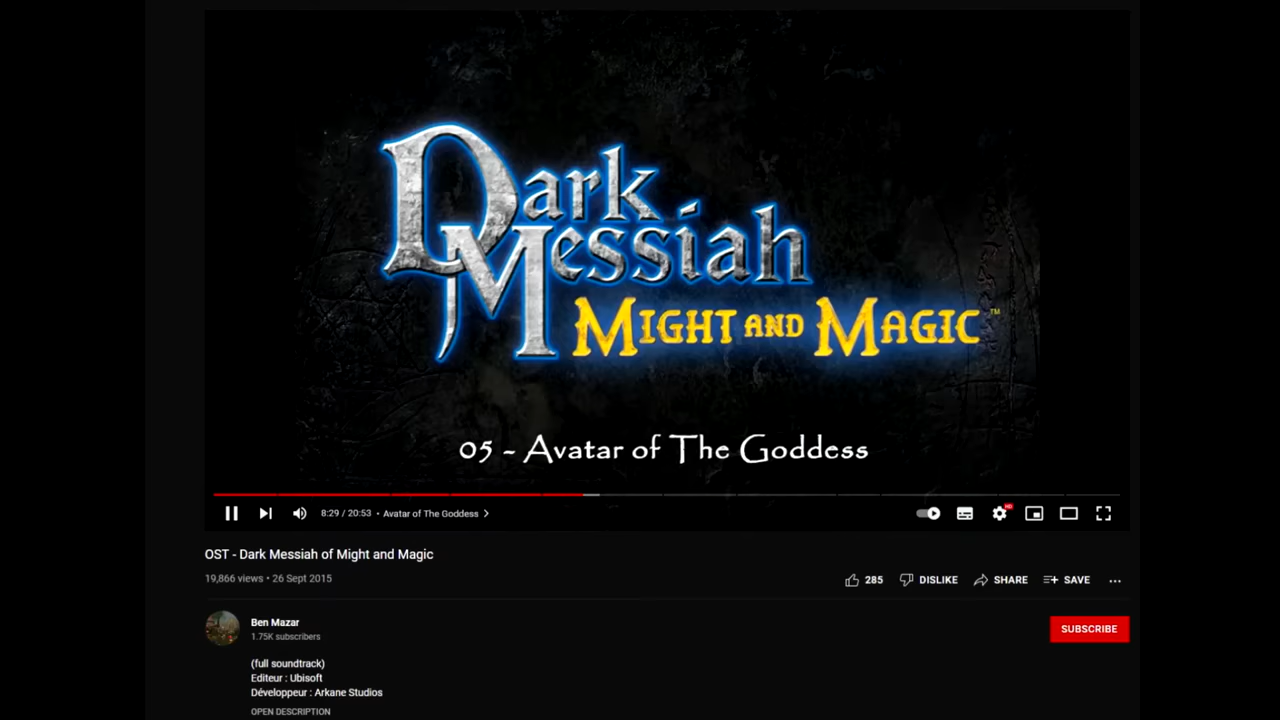 Dark
Messiah
MIGHT AND MAGIC™
05 - Avatar of The Goddess
8:29 / 20:53 • Avatar of The Goddess
HD
OST - Dark Messiah of Might and Magic
19,866 views • 26 Sept 2015
285 DISLIKE SHARE SAVE ...
Ben Mazar
1.75K subscribers
SUBSCRIBE
(full soundtrack)
Editeur : Ubisoft
Développeur : Arkane Studios
OPEN DESCRIPTION